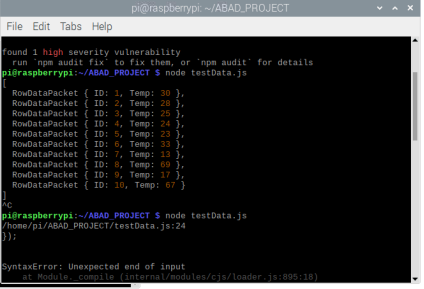 pi@raspberrypi: ~/ABAD_PROJECT
File Edit Tabs Help
found 1 high severity vulnerability
  run `npm audit fix` to fix them, or `npm audit` for details
pi@raspberrypi:~/ABAD_PROJECT $ node testData.js
[
  RowDataPacket { ID: 1, Temp: 30 },
  RowDataPacket { ID: 2, Temp: 28 },
  RowDataPacket { ID: 3, Temp: 25 },
  RowDataPacket { ID: 4, Temp: 24 },
  RowDataPacket { ID: 5, Temp: 23 },
  RowDataPacket { ID: 6, Temp: 33 },
  RowDataPacket { ID: 7, Temp: 13 },
  RowDataPacket { ID: 8, Temp: 69 },
  RowDataPacket { ID: 9, Temp: 17 },
  RowDataPacket { ID: 10, Temp: 67 }
]
^C
pi@raspberrypi:~/ABAD_PROJECT $ node testData.js
/home/pi/ABAD_PROJECT/testData.js:24
});
SyntaxError: Unexpected end of input
    at Module._compile (internal/modules/cjs/loader.js:895:18)